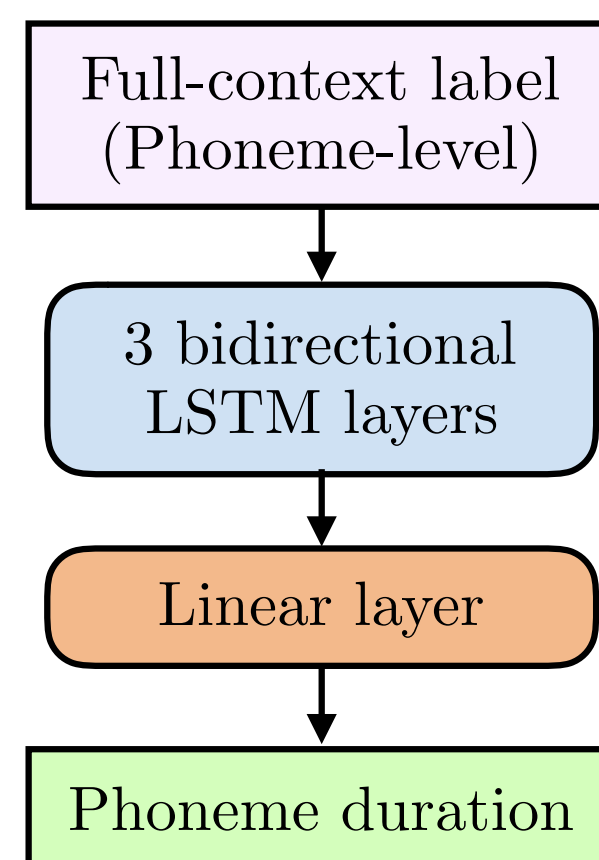 Full-context label
(Phoneme-level)
3 bidirectional
LSTM layers
Linear layer
Phoneme duration